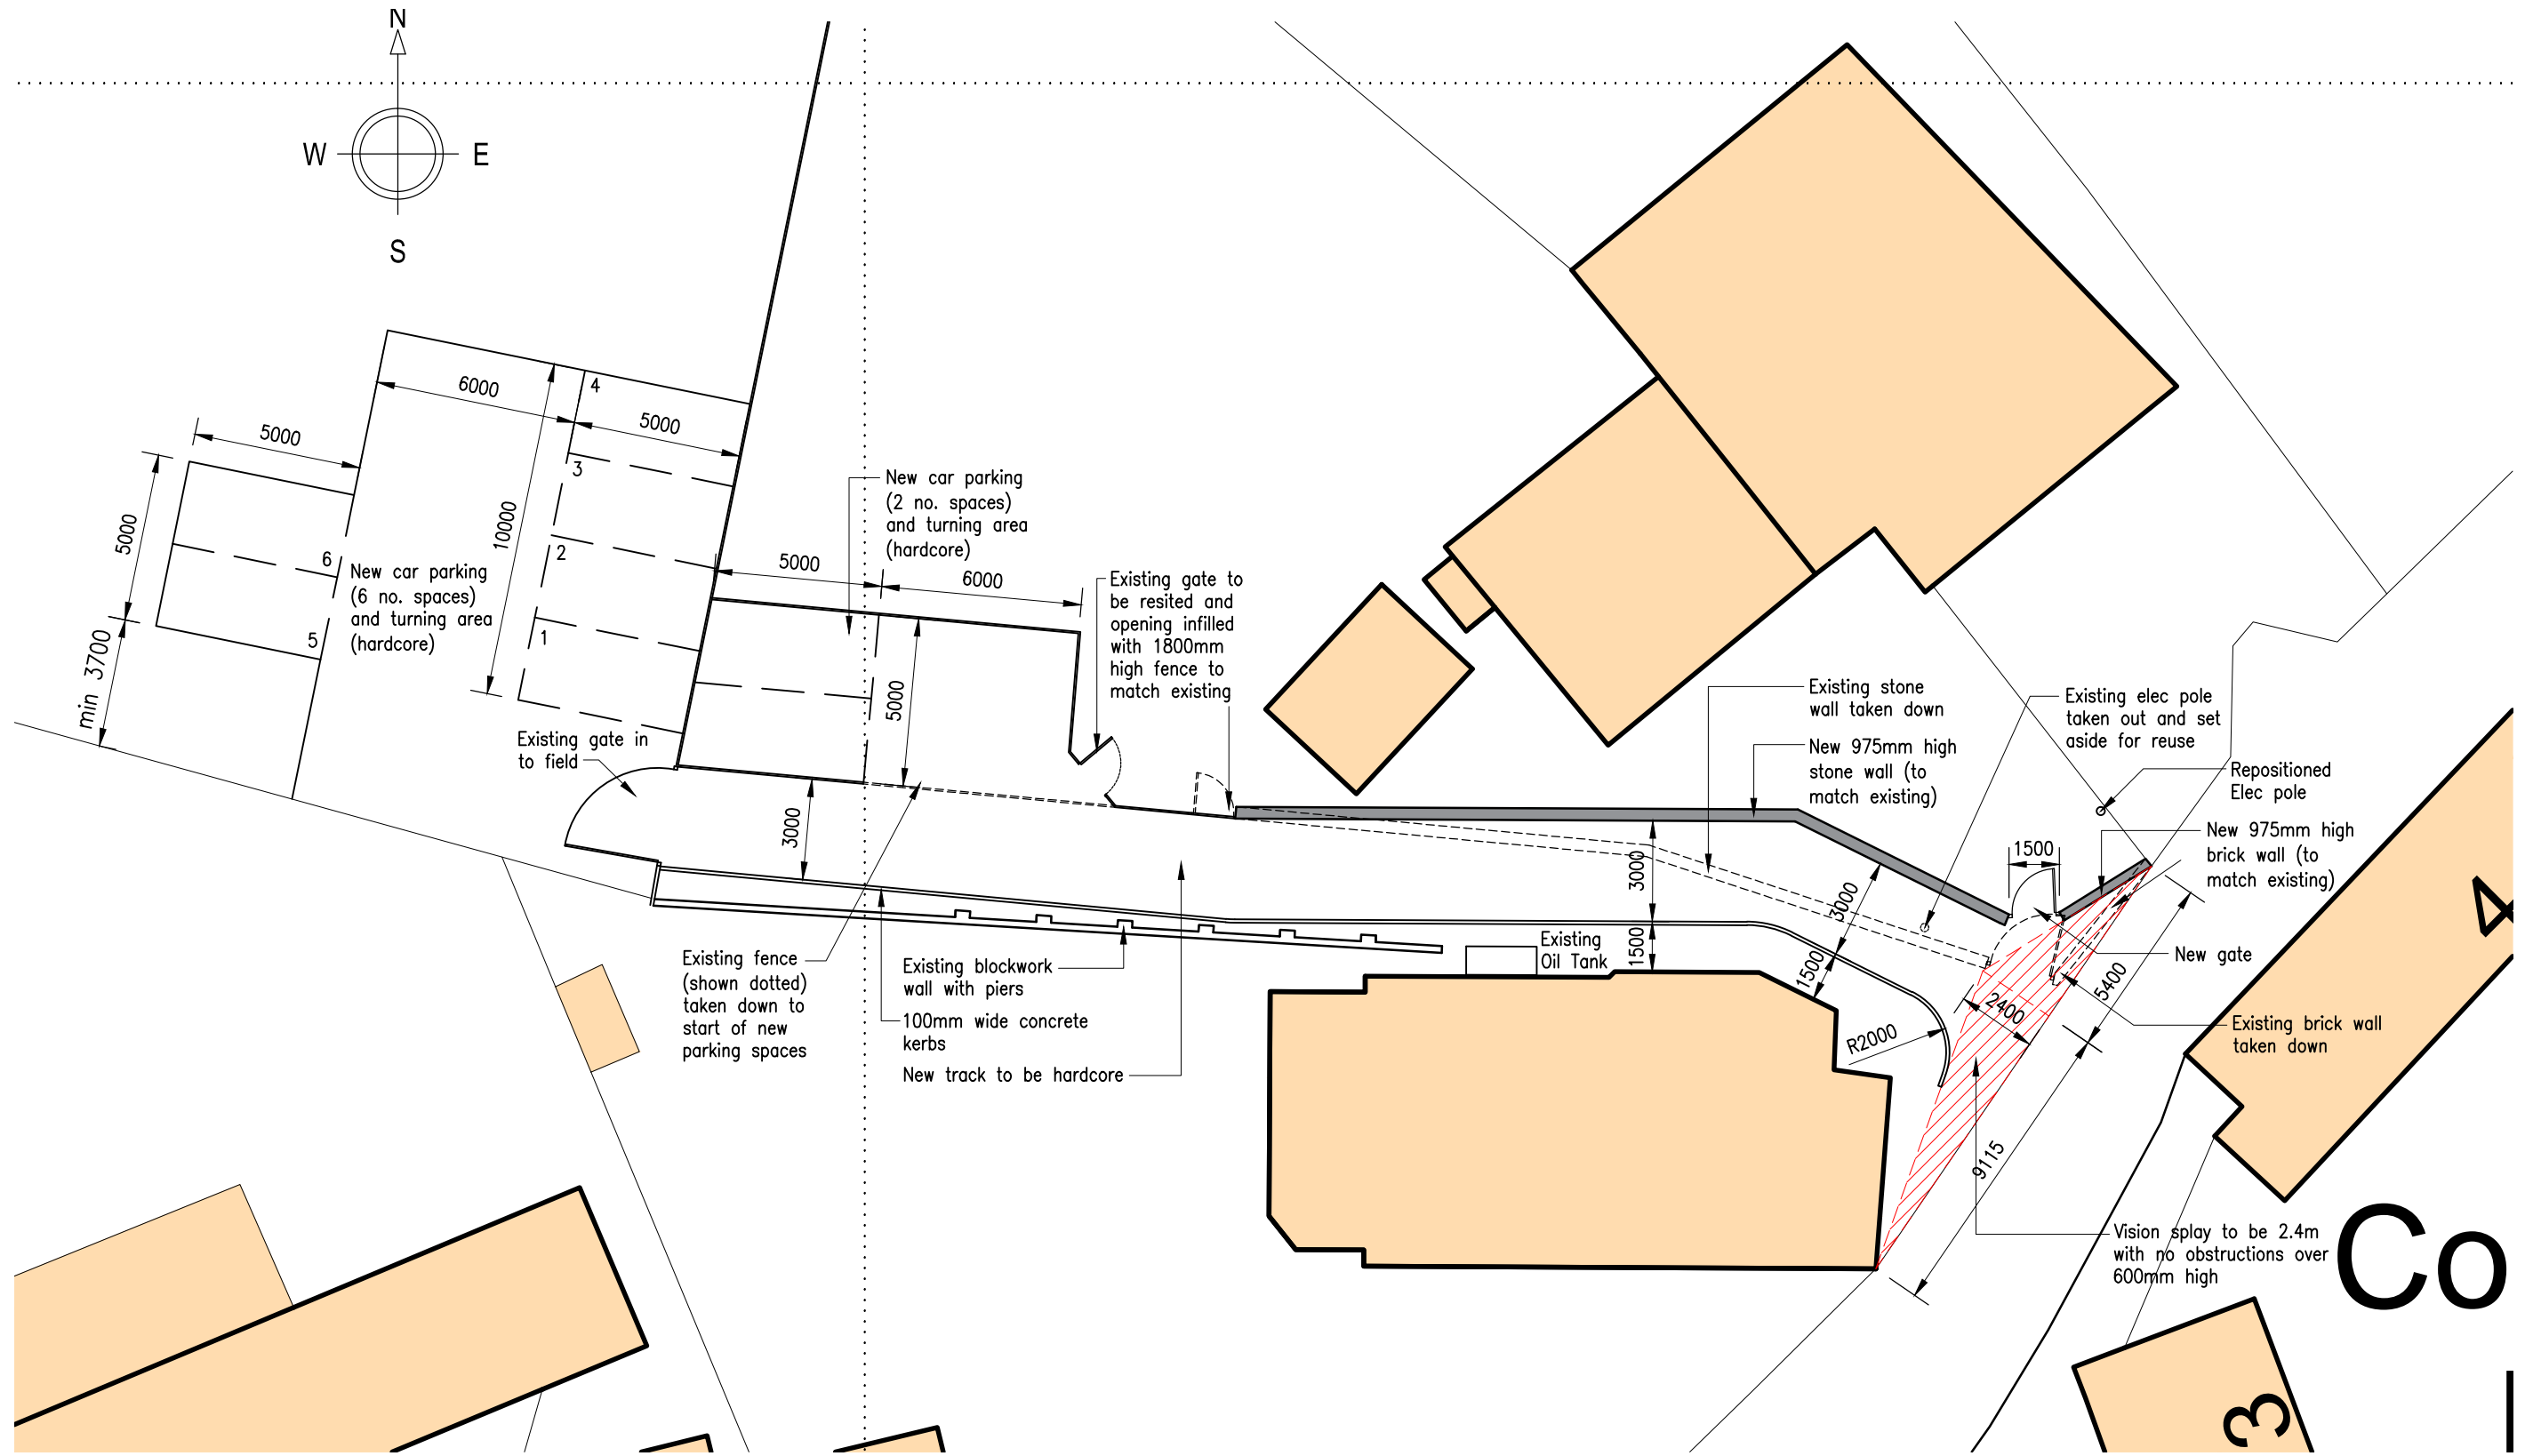 N
W
E
S
6000
4
5000
5000
3
5000
10000
2
6
1
5
min 3700
New car parking
(6 no. spaces)
and turning area
(hardcore)
New car parking
(2 no. spaces)
and turning area
(hardcore)
5000
6000
5000
Existing gate to
be resited and
opening infilled
with 1800mm
high fence to
match existing
Existing gate in
to field
3000
Existing stone
wall taken down
New 975mm high
stone wall (to
match existing)
Existing elec pole
taken out and set
aside for reuse
Repositioned
Elec pole
New 975mm high
brick wall (to
match existing)
1500
3000
3000
1500
1500
Existing
Oil Tank
New gate
5400
2400
Existing brick wall
taken down
R2000
9115
Existing fence
(shown dotted)
taken down to
start of new
parking spaces
Existing blockwork
wall with piers
100mm wide concrete
kerbs
New track to be hardcore
Vision splay to be 2.4m
with no obstructions over
600mm high
4
Co
3